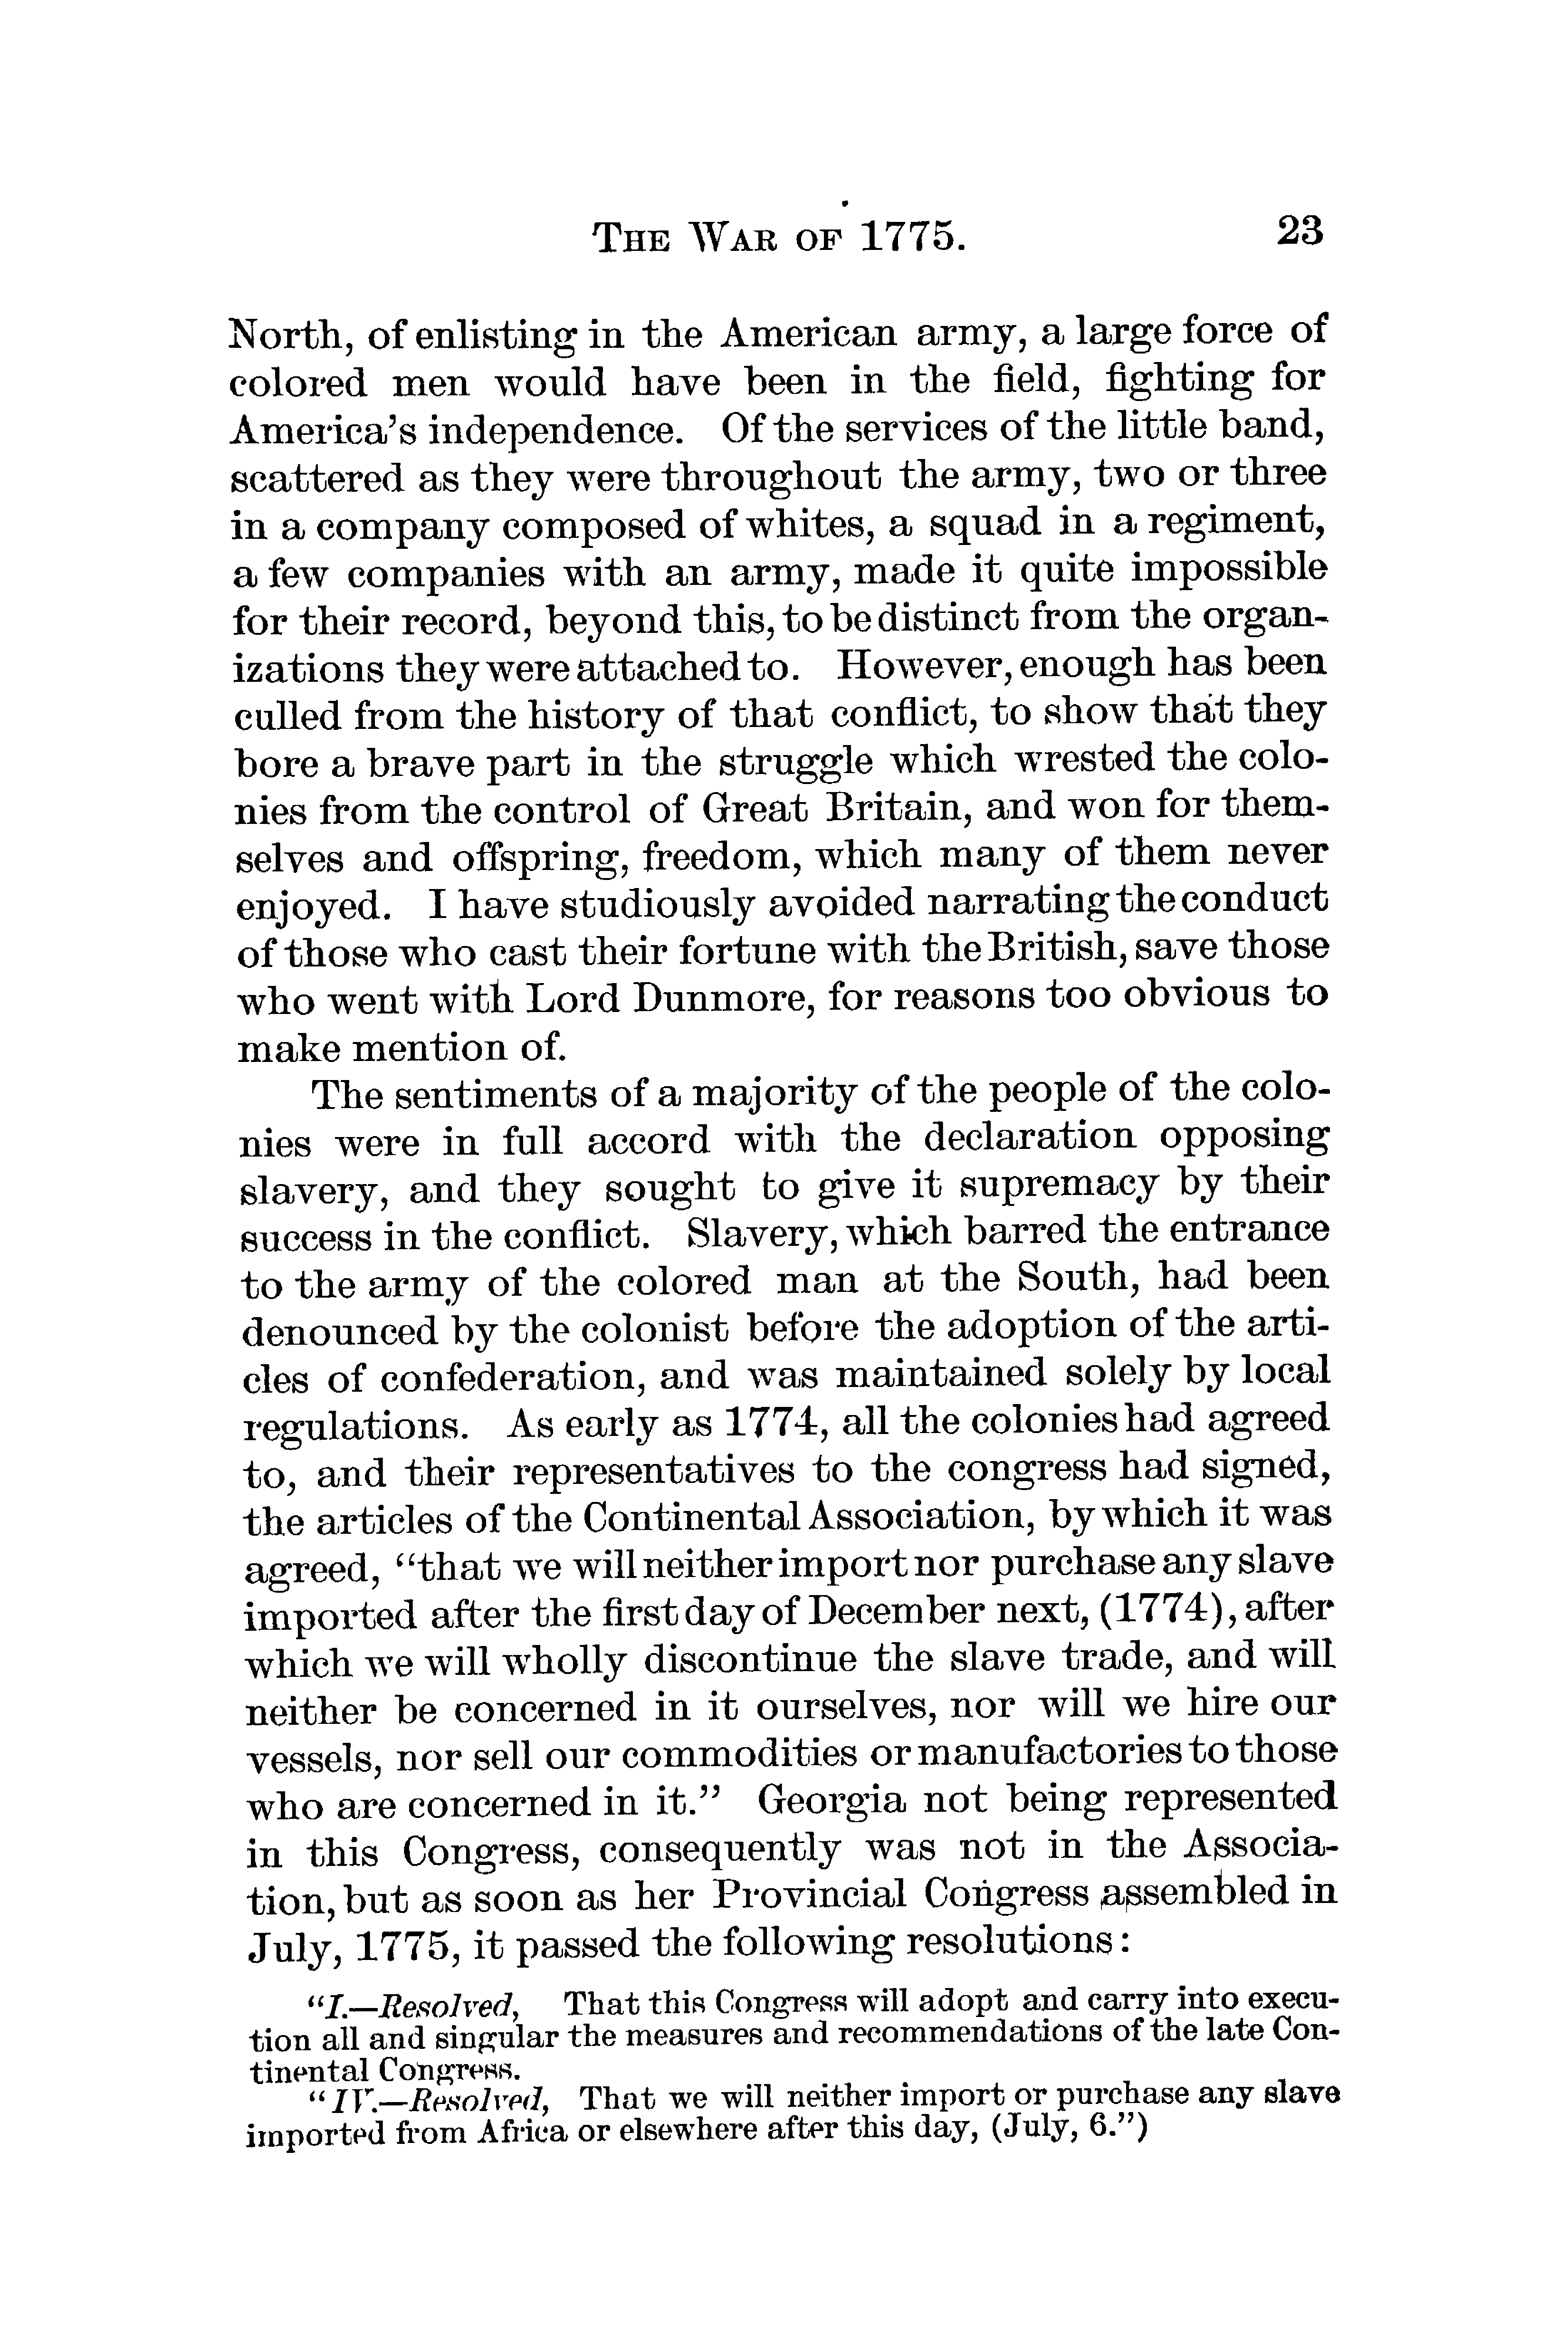 THE WAR OF 1775. 23
North, of enlisting in the American army, a large force of
colored men would have been in the field, fighting for
America's independence. Of the services of the little band,
scattered as they were throughout the army, two or three
in a company composed of whites, a squad in a regiment,
a few companies with an army, made it quite impossible
for their record, beyond this, to be distinct from the organ-
izations they were attached to. However, enough has been
culled from the history of that conflict, to show that they
bore a brave part in the struggle which wrested the colo-
nies from the control of Great Britain, and won for them-
selves and offspring, freedom, which many of them never
enjoyed. I have studiously avoided narrating the conduct
of those who cast their fortune with the British, save those
who went with Lord Dunmore, for reasons too obvious to
make mention of.
The sentiments of a majority of the people of the colo-
nies were in full accord with the declaration opposing
slavery, and they sought to give it supremacy by their
success in the conflict. Slavery, which barred the entrance
to the army of the colored man at the South, had been
denounced by the colonist before the adoption of the arti-
cles of confederation, and was maintained solely by local
regulations. As early as 1774, all the colonies had agreed
to, and their representatives to the congress had signed,
the articles of the Continental Association, by which it was
agreed, "that we will neither import nor purchase any slave
imported after the first day of December next, (1774), after
which we will wholly discontinue the slave trade, and will
neither be concerned in it ourselves, nor will we hire our
vessels, nor sell our commodities or manufactories to those
who are concerned in it." Georgia not being represented
in this Congress, consequently was not in the Associa-
tion, but as soon as her Provincial Congress assembled in
July, 1775, it passed the following resolutions:
"I.—Resolved, That this Congress will adopt and carry into execu-
tion all and singular the measures and recommendations of the late Con-
tinental Congress.
"IV.—Resolved, That we will neither import or purchase any slave
imported from Africa or elsewhere after this day, (July, 6.")